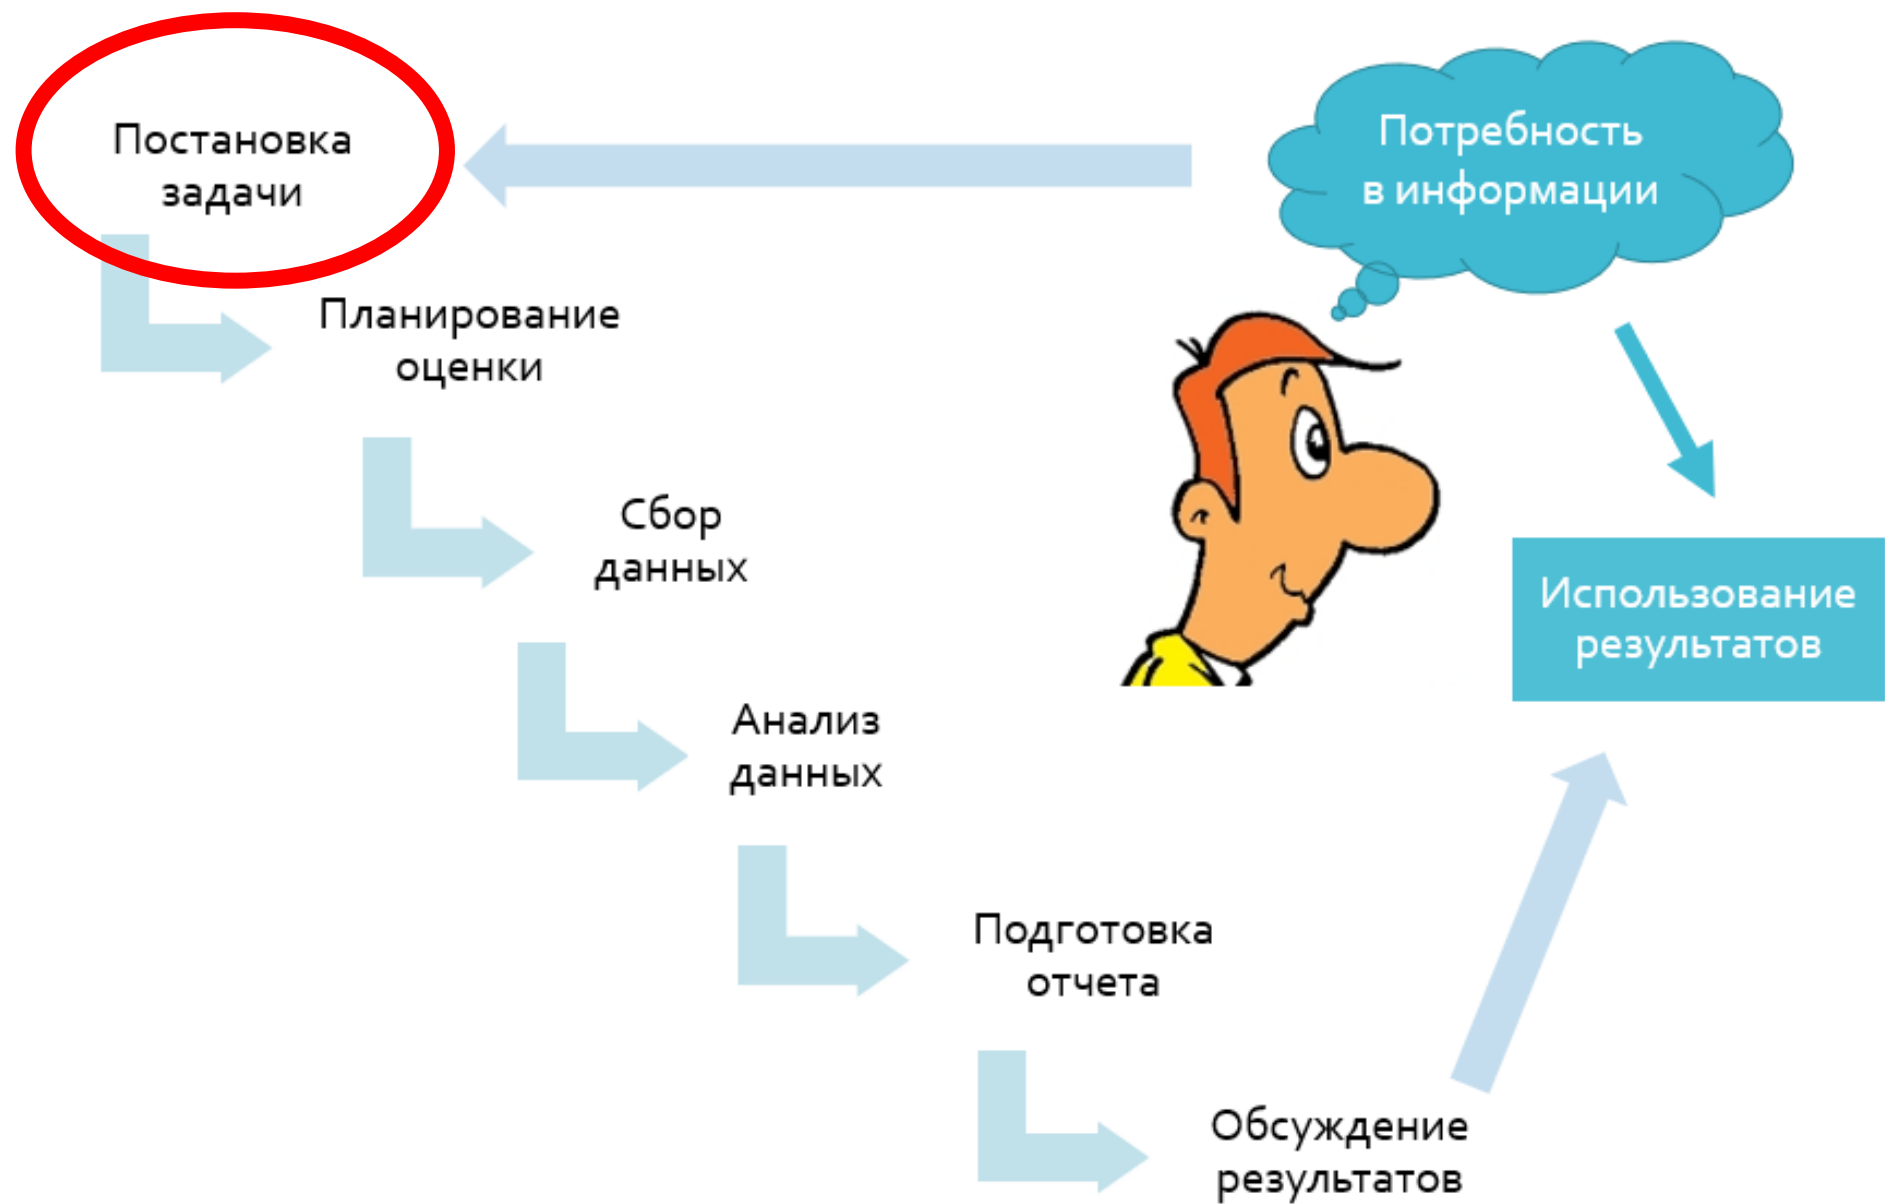 Постановка
задачи
Потребность
в информации
Планирование
оценки
Сбор
данных
Использование
результатов
Анализ
данных
Подготовка
отчета
Обсуждение
результатов